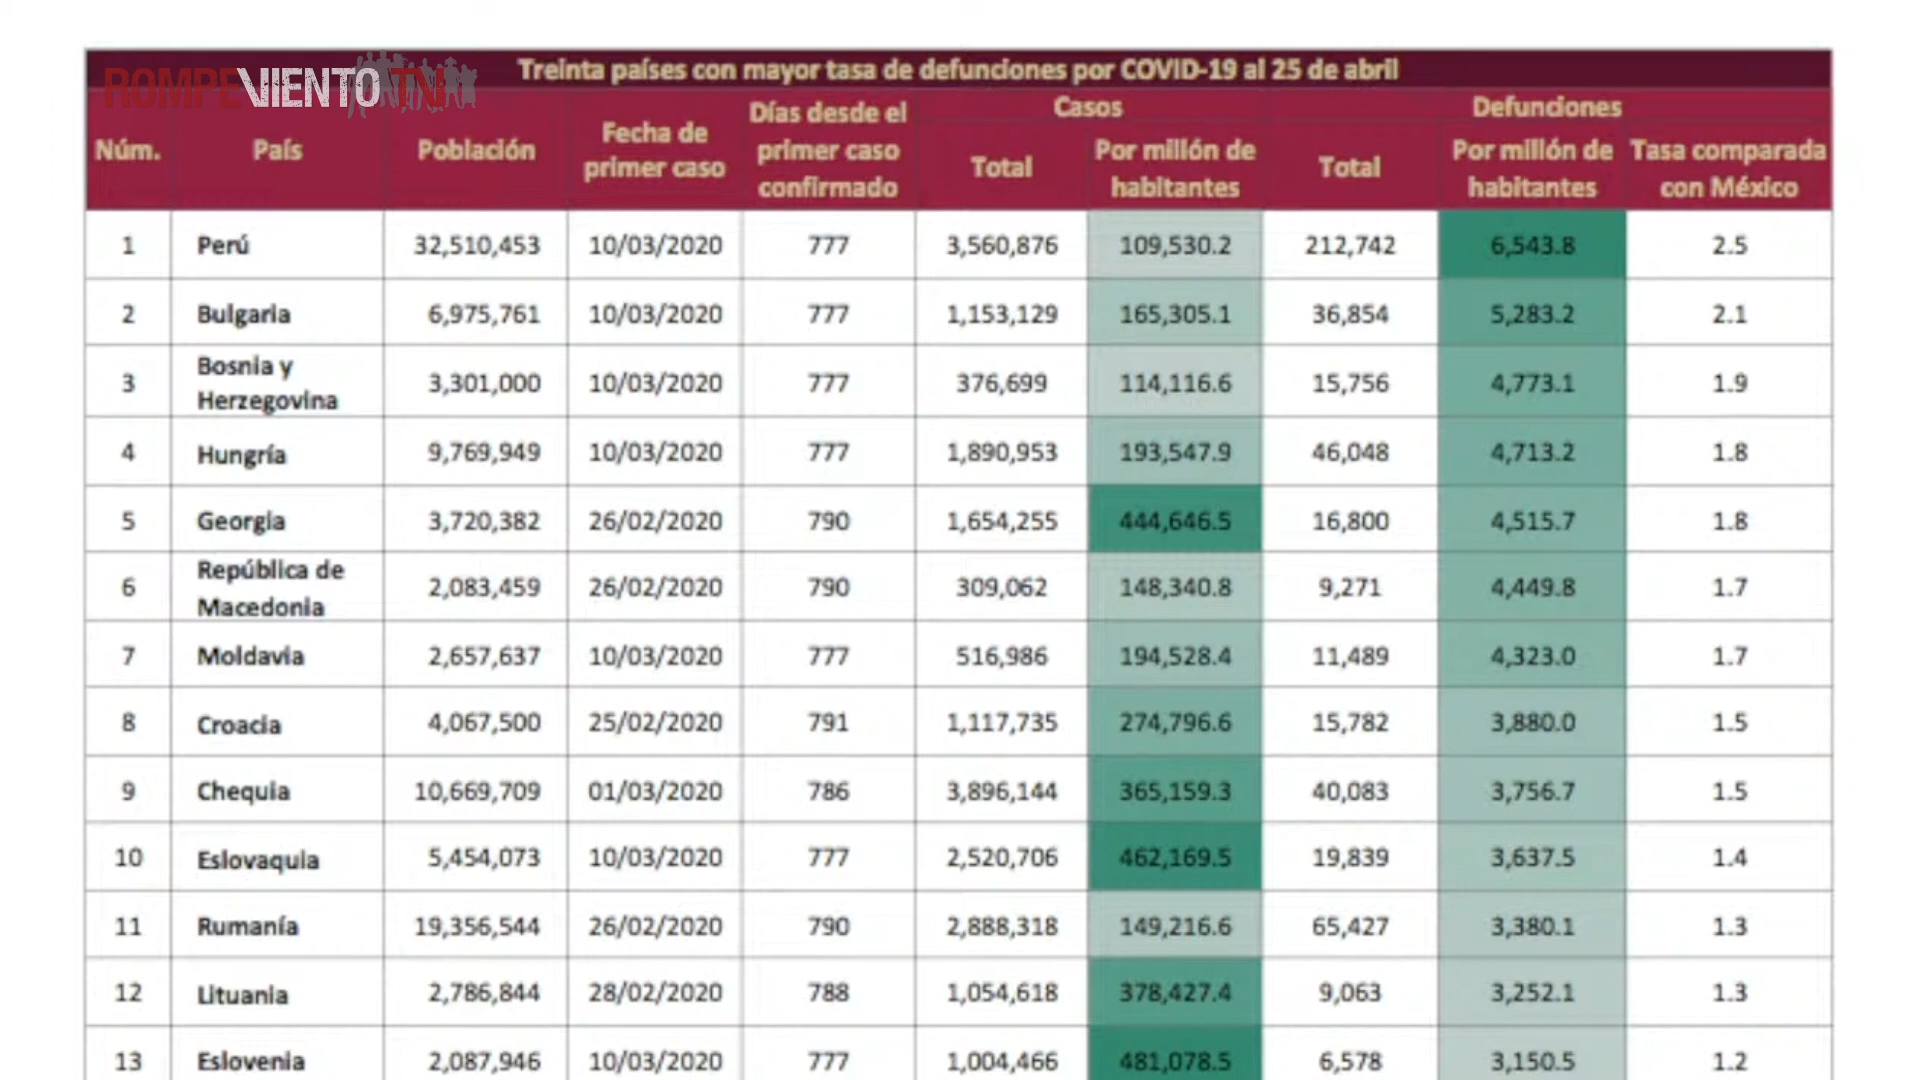 Treinta países con mayor tasa de defunciones por COVID-19 al 25 de abril
ROMPEVIENTO TV
Núm. País Población Fecha de primer caso Días desde el primer caso confirmado Casos Defunciones
Total Por millón de habitantes Total Por millón de habitantes Tasa comparada con México
1 Perú 32,510,453 10/03/2020 777 3,560,876 109,530.2 212,742 6,543.8 2.5
2 Bulgaria 6,975,761 10/03/2020 777 1,153,129 165,305.1 36,854 5,283.2 2.1
3 Bosnia y Herzegovina 3,301,000 10/03/2020 777 376,699 114,116.6 15,756 4,773.1 1.9
4 Hungría 9,769,949 10/03/2020 777 1,890,953 193,547.9 46,048 4,713.2 1.8
5 Georgia 3,720,382 26/02/2020 790 1,654,255 444,646.5 16,800 4,515.7 1.8
6 República de Macedonia 2,083,459 26/02/2020 790 309,062 148,340.8 9,271 4,449.8 1.7
7 Moldavia 2,657,637 10/03/2020 777 516,986 194,528.4 11,489 4,323.0 1.7
8 Croacia 4,067,500 25/02/2020 791 1,117,735 274,796.6 15,782 3,880.0 1.5
9 Chequia 10,669,709 01/03/2020 786 3,896,144 365,159.3 40,083 3,756.7 1.5
10 Eslovaquia 5,454,073 10/03/2020 777 2,520,706 462,169.5 19,839 3,637.5 1.4
11 Rumanía 19,356,544 26/02/2020 790 2,888,318 149,216.6 65,427 3,380.1 1.3
12 Lituania 2,786,844 28/02/2020 788 1,054,618 378,427.4 9,063 3,252.1 1.3
13 Eslovenia 2,087,946 10/03/2020 777 1,004,466 481,078.5 6,578 3,150.5 1.2